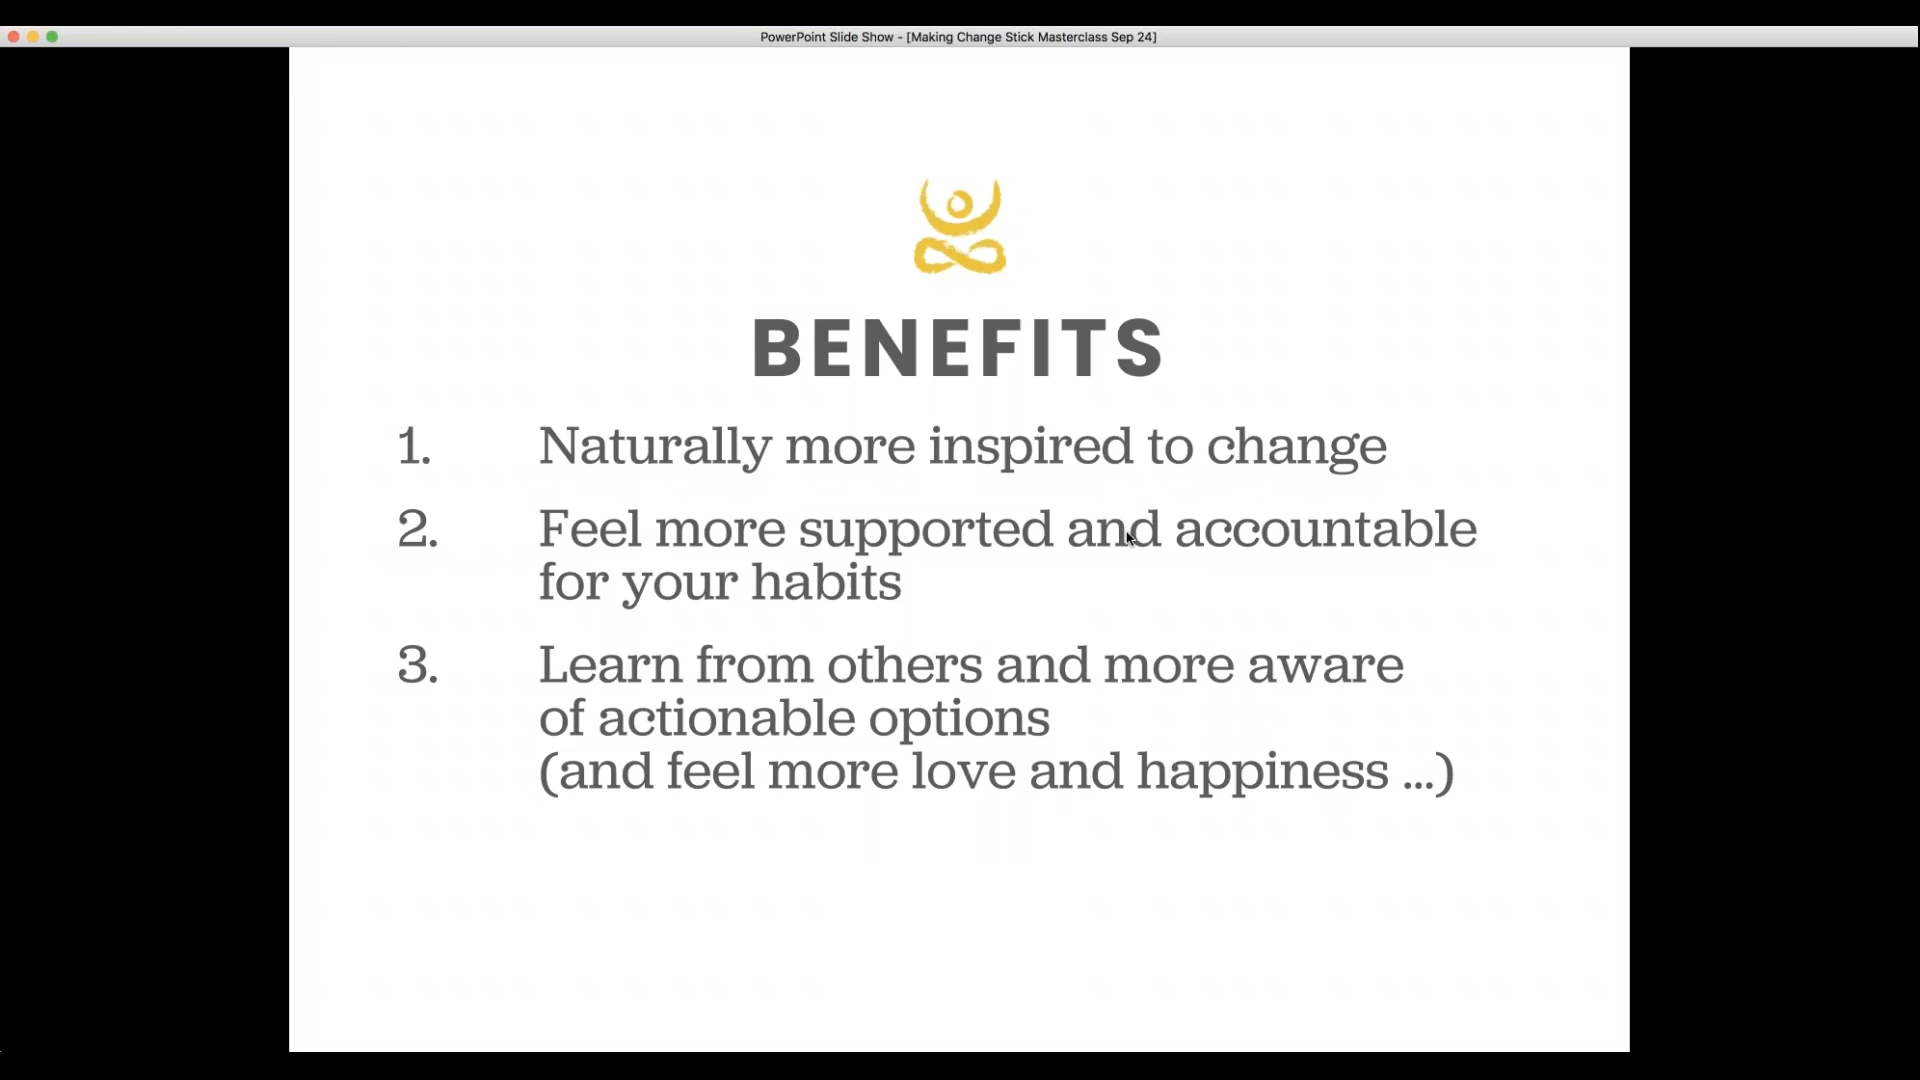 PowerPoint Slide Show - [Making Change Stick Masterclass Sep 24]
BENEFITS
1. Naturally more inspired to change
2. Feel more supported and accountable
for your habits
3. Learn from others and more aware
of actionable options
(and feel more love and happiness ...)